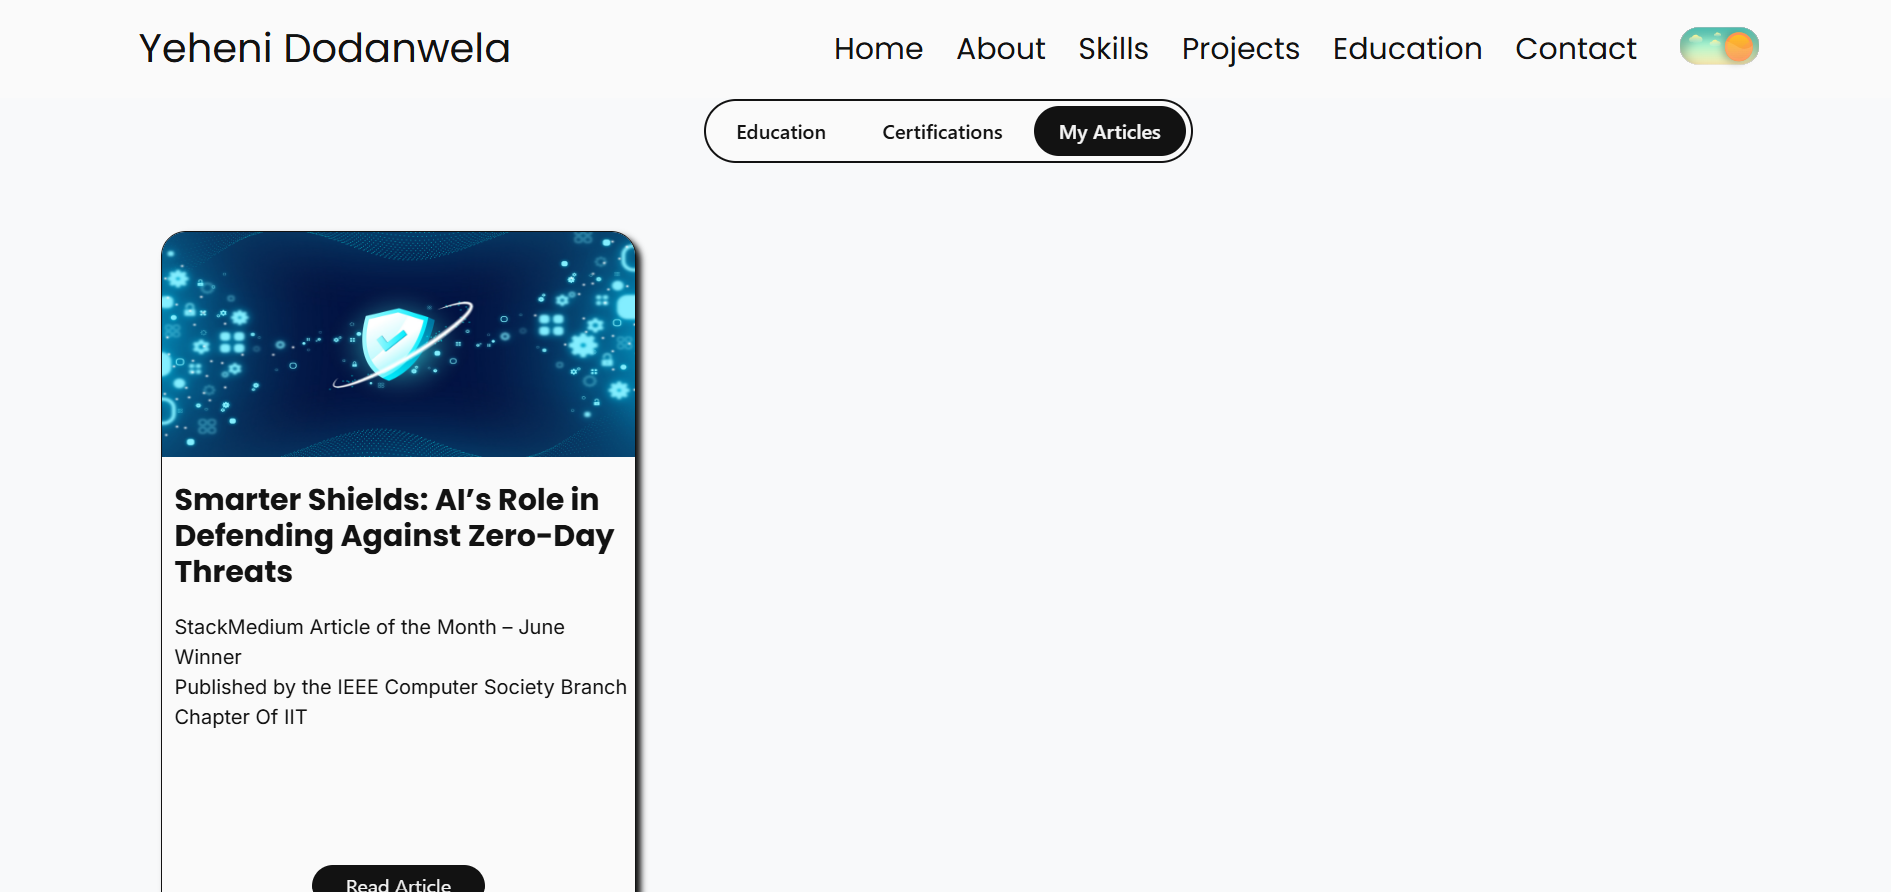 Yeheni Dodanwela
Home About Skills Projects Education Contact
Education Certifications My Articles
Smarter Shields: AI’s Role in
Defending Against Zero-Day
Threats
StackMedium Article of the Month – June
Winner
Published by the IEEE Computer Society Branch
Chapter Of IIT
Read Article